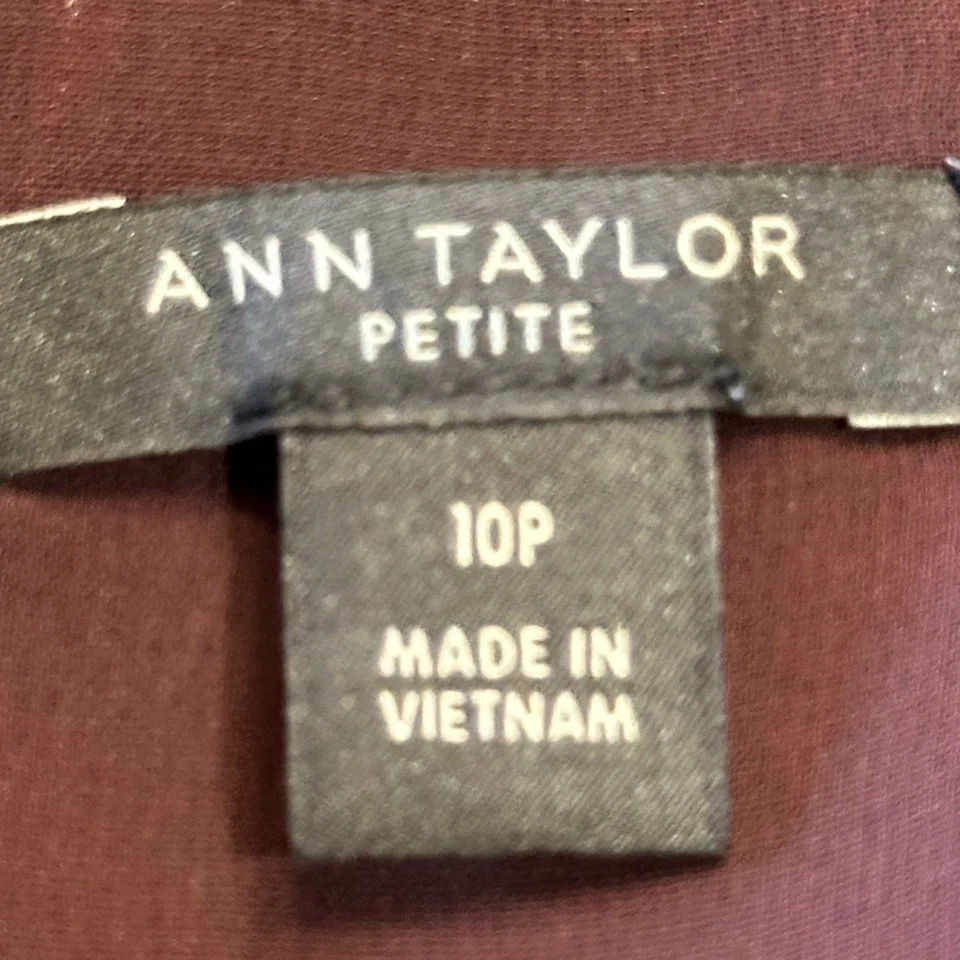 ANN TAYLOR
PETITE
10P
MADE IN
VIETNAM